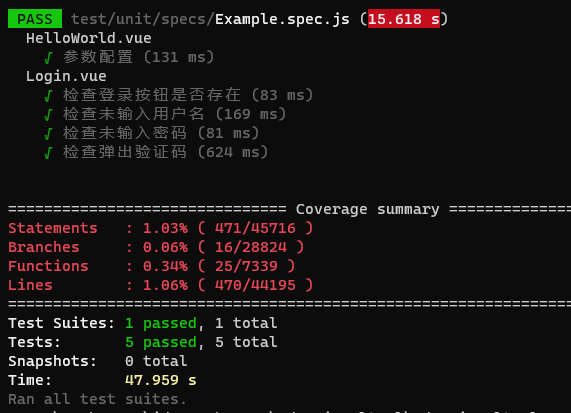 PASS test/unit/specs/Example.spec.js (15.618 s)
HelloWorld.vue
√ 参数配置 (131 ms)
Login.vue
√ 检查登录按钮是否存在 (83 ms)
√ 检查未输入用户名 (169 ms)
√ 检查未输入密码 (81 ms)
√ 检查弹出验证码 (624 ms)
=============================== Coverage summary ==============
Statements : 1.03% ( 471/45716 )
Branches : 0.06% ( 16/28824 )
Functions : 0.34% ( 25/7339 )
Lines : 1.06% ( 470/44195 )
===============================================================
Test Suites: 1 passed, 1 total
Tests: 5 passed, 5 total
Snapshots: 0 total
Time: 47.959 s
Ran all test suites.